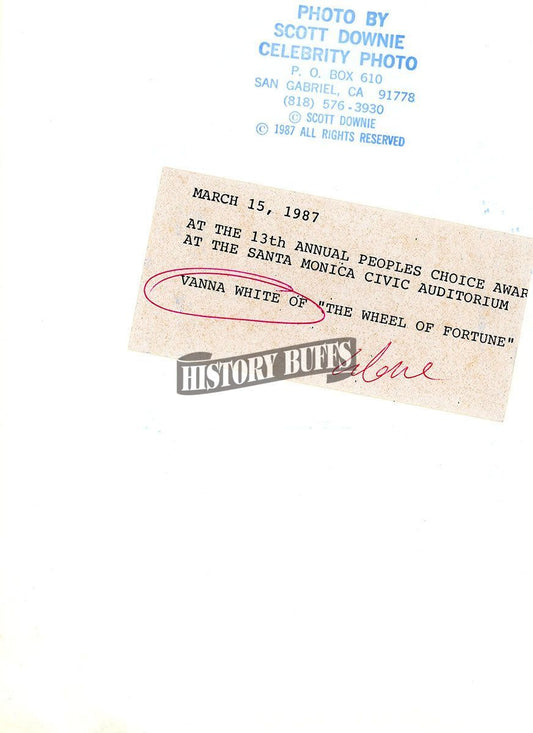 PHOTO BY
SCOTT DOWNIE
CELEBRITY PHOTO
P. O. BOX 610
SAN GABRIEL, CA 91778
(818) 576-3930
© SCOTT DOWNIE
© 1987 ALL RIGHTS RESERVED
MARCH 15, 1987
AT THE 13th ANNUAL PEOPLES CHOICE AWAR
AT THE SANTA MONICA CIVIC AUDITORIUM
VANNA WHITE OF "THE WHEEL OF FORTUNE"
HISTORY BUFFS